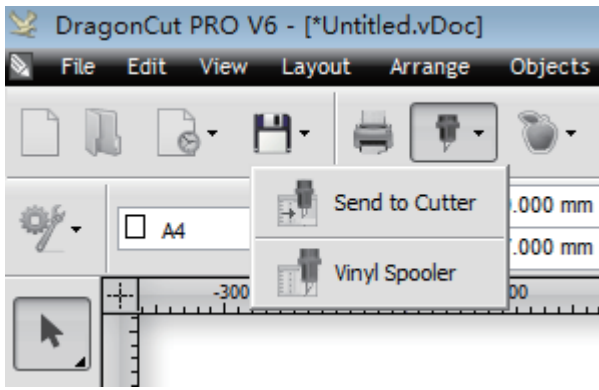 DragonCut PRO V6 - [*Untitled.vDoc]
File Edit View Layout Arrange Objects
Send to Cutter
A4
.000 mm
Vinyl Spooler
.000 mm
-300
00